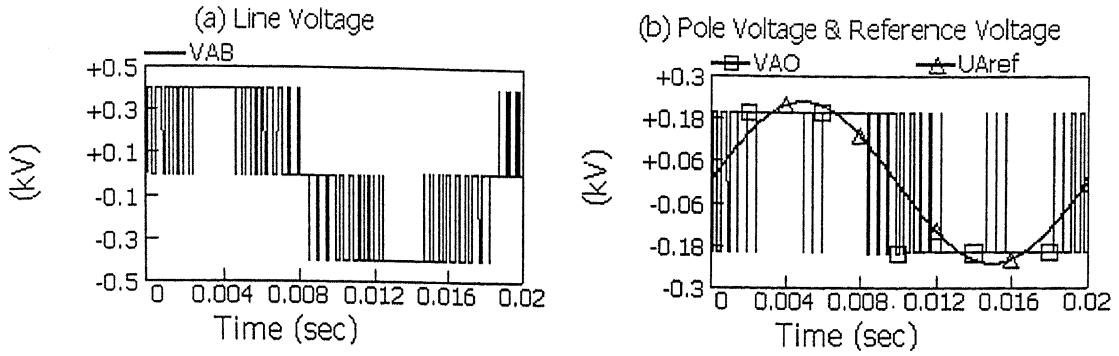 (a) Line Voltage
VAB
+0.5
+0.3
+0.1
-0.1
-0.3
-0.5
(kV)
0 0.004 0.008 0.012 0.016 0.02
Time (sec)
(b) Pole Voltage & Reference Voltage
VAO UAref
+0.3
+0.18
+0.06
-0.06
-0.18
-0.3
(kV)
0 0.004 0.008 0.012 0.016 0.02
Time (sec)